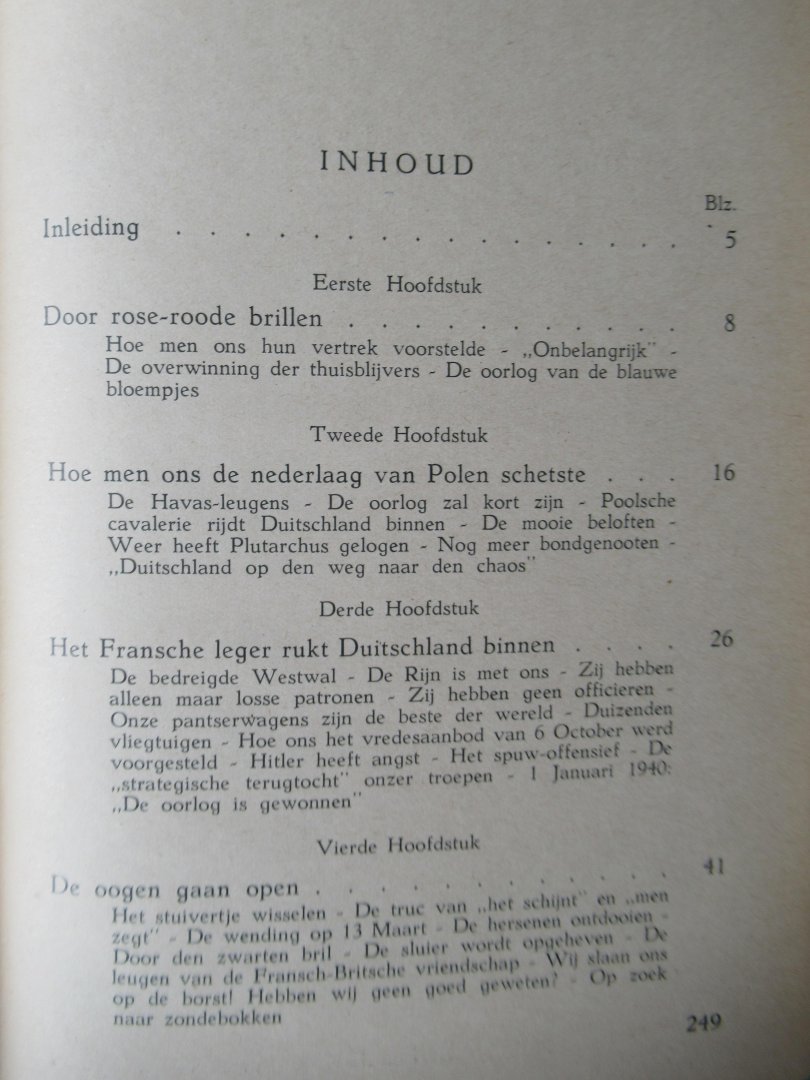 INHOUD
Blz.
Inleiding . . . . . . . . . . . . . . . . . . . . 5
Eerste Hoofdstuk
Door rose-roode brillen . . . . . . . . . . . . 8
Hoe men ons hun vertrek voorstelde - „Onbelangrijk" -
De overwinning der thuisblijvers - De oorlog van de blauwe
bloempjes
Tweede Hoofdstuk
Hoe men ons de nederlaag van Polen schetste . . . 16
De Havas-leugens - De oorlog zal kort zijn - Poolsche
cavalerie rijdt Duitschland binnen - De mooie beloften -
Weer heeft Plutarchus gelogen - Nog meer bondgenooten -
„Duitschland op den weg naar den chaos"
Derde Hoofdstuk
Het Fransche leger rukt Duitschland binnen . . . . 26
De bedreigde Westwal - De Rijn is met ons - Zij hebben
alleen maar losse patronen - Zij hebben geen officieren -
Onze pantserwagens zijn de beste der wereld - Duizenden
vliegtuigen - Hoe ons het vredesaanbod van 6 October werd
voorgesteld - Hitler heeft angst - Het spuw-offensief - De
„strategische terugtocht" onzer troepen - 1 Januari 1940:
„De oorlog is gewonnen"
Vierde Hoofdstuk
De oogen gaan open . . . . . . . . . . . . 41
Het stuivertje wisselen - De truc van „het schijnt" en „men
zegt" - De wending op 13 Maart - De hersenen ontdooien -
Door den zwarten bril - De sluier wordt opgeheven - De
leugen van de Fransch-Britsche vriendschap - Wij slaan ons
op de borst! Hebben wij geen goed geweten? - Op zoek
naar zondebokken
249